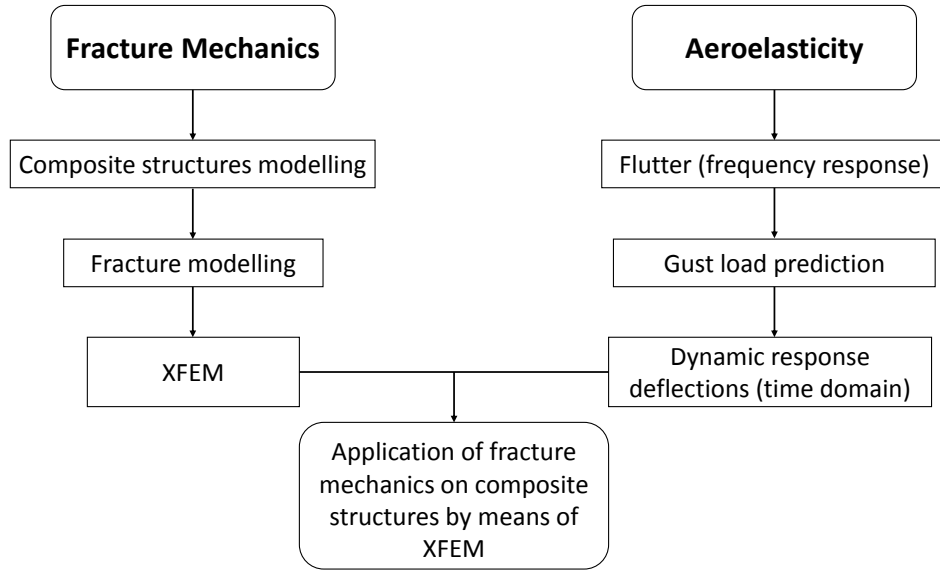 Fracture Mechanics
Composite structures modelling
Fracture modelling
XFEM
Aeroelasticity
Flutter (frequency response)
Gust load prediction
Dynamic response
deflections (time domain)
Application of fracture
mechanics on composite
structures by means of
XFEM